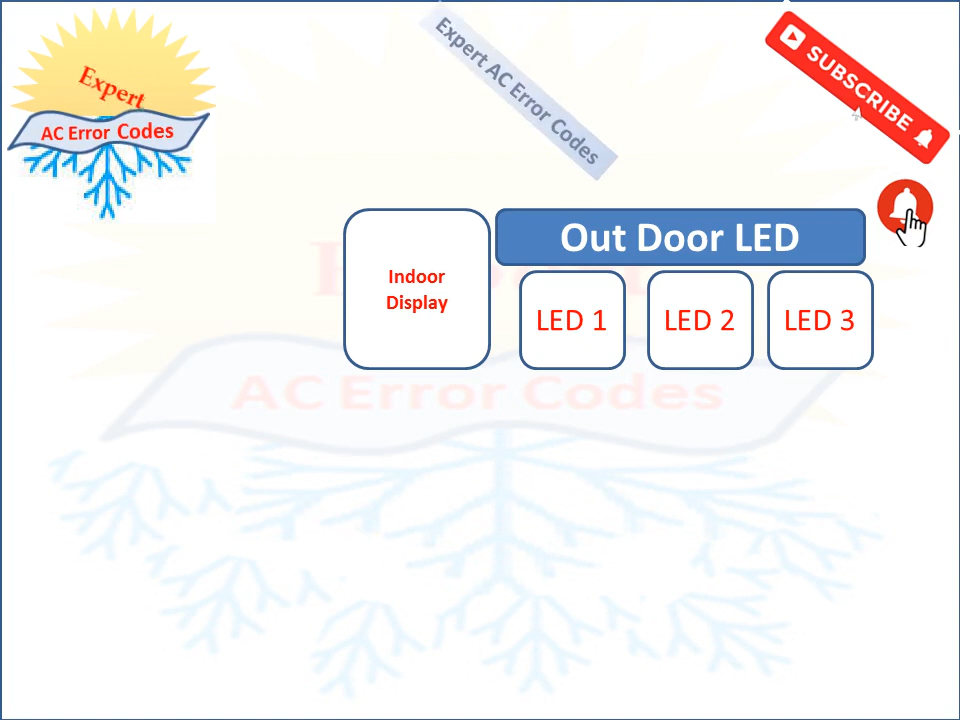 Expert
AC Error Codes
Expert AC Error Codes
SUBSCRIBE
Out Door LED
Indoor
Display
LED 1
LED 2
LED 3
AC Error Codes